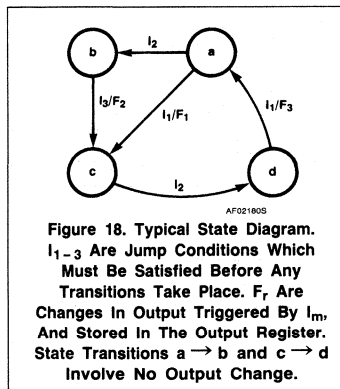 b
I2
a
I3/F2
I1/F1
I1/F3
c
I2
d
AF02180S
Figure 18. Typical State Diagram.
I1–3 Are Jump Conditions Which
Must Be Satisfied Before Any
Transitions Take Place. Fr Are
Changes In Output Triggered By Im,
And Stored In The Output Register.
State Transitions a → b and c → d
Involve No Output Change.